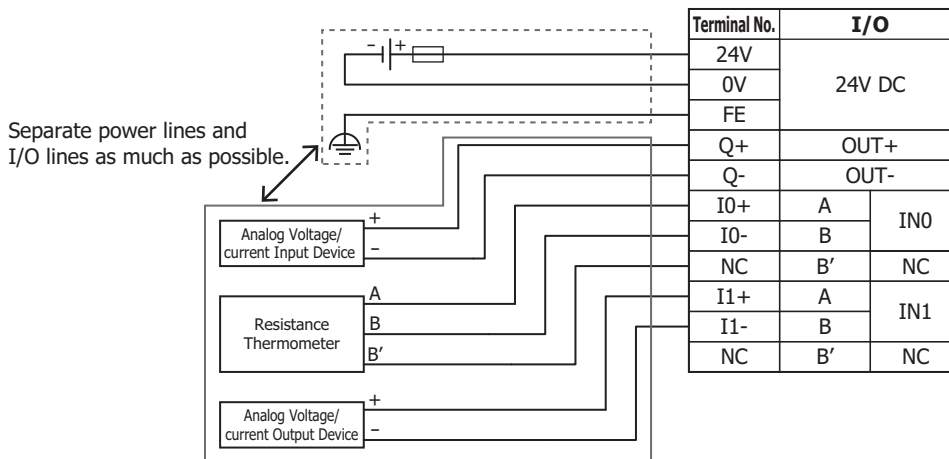 Terminal No. I/O
24V
0V 24V DC
FE
Q+ OUT+
Q- OUT-
I0+ A IN0
I0- B
NC B′ NC
I1+ A IN1
I1- B
NC B′ NC
– +
Separate power lines and
I/O lines as much as possible.
Analog Voltage/
current Input Device
+
–
Resistance
Thermometer
A
B
B′
Analog Voltage/
current Output Device
+
–